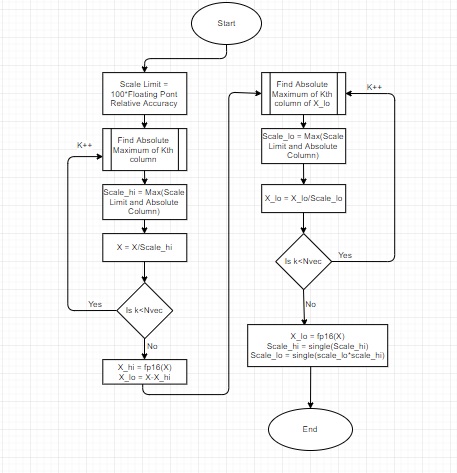 Start
Scale Limit =
100*Floating Pont
Relative Accuracy
K++
Find Absolute
Maximum of Kth
column
Scale_hi = Max(Scale
Limit and Absolute
Column)
X = X/Scale_hi
Is k<Nvec
Yes
No
X_hi = fp16(X)
X_lo = X-X_hi
Find Absolute
Maximum of Kth
column of X_lo
K++
Scale_lo = Max(Scale
Limit and Absolute
Column)
X_lo = X_lo/Scale_lo
Is k<Nvec
Yes
No
X_lo = fp16(X)
Scale_hi = single(Scale_hi)
Scale_lo = single(scale_lo*scale_hi)
End